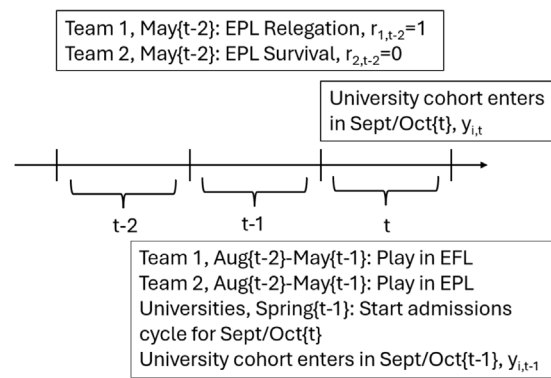 Team 1, May{t-2}: EPL Relegation, r₁,ₜ₋₂=1
Team 2, May{t-2}: EPL Survival, r₂,ₜ₋₂=0
University cohort enters
in Sept/Oct{t}, yᵢ,ₜ
t-2
t-1
t
Team 1, Aug{t-2}-May{t-1}: Play in EFL
Team 2, Aug{t-2}-May{t-1}: Play in EPL
Universities, Spring{t-1}: Start admissions
cycle for Sept/Oct{t}
University cohort enters in Sept/Oct{t-1}, yᵢ,ₜ₋₁